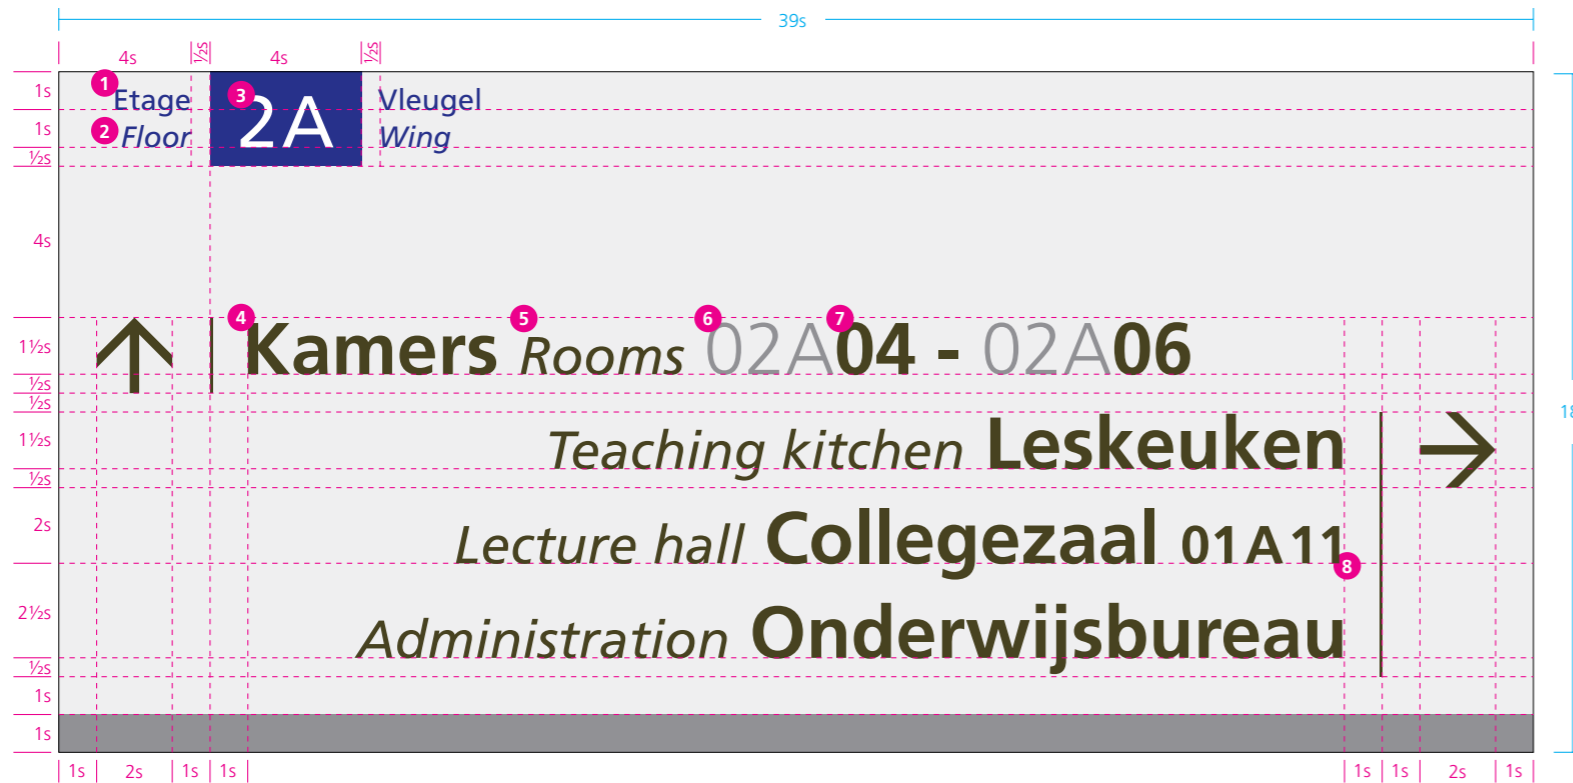 39s
4s ½s 4s ½s
1s
1 Etage 3 2A Vleugel
1s
2 Floor Wing
½s
4s
4 5 6 7
1½s
Kamers Rooms 02A04 - 02A06
½s
½s
18
1½s
Teaching kitchen Leskeuken
½s
2s
Lecture hall Collegezaal 01A11
8
2½s
Administration Onderwijsbureau
½s
1s
1s
1s 2s 1s 1s 1s 1s 2s 1s